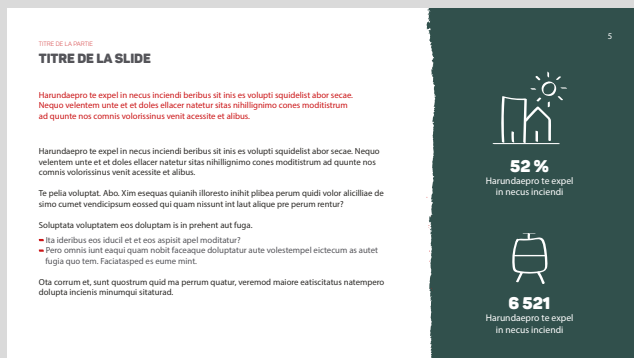 TITRE DE LA PARTIE
TITRE DE LA SLIDE
Harundaepro te expel in necus inciendi beribus sit inis es volupti squidelist abor secae.
Nequo velentem unte et et doles ellacer natetur sitas nihillignimo cones moditistrum
ad quunte nos comnis volorissinus venit acessite et alibus.
Harundaepro te expel in necus inciendi beribus sit inis es volupti squidelist abor secae. Nequo
velentem unte et et doles ellacer natetur sitas nihillignimo cones moditistrum ad quunte nos
comnis volorissinus venit acessite et alibus.
Te pelia voluptat. Abo. Xim esequas quianih illoresto inihit plibea perum quidi volor alicilliae de
simo cumet vendicipsum eossed qui quam nissunt int laut alique pre perum rentur?
Soluptata voluptatem eos doluptam is in prehent aut fuga.
Ita ideribus eos iducil et et eos aspisit apel moditatur?
Pero omnis iunt eaqui quam nobit faceaque doluptatur aute volestempel eictecum as autet
fugia quo tem. Faciatasped es eume mint.
Ota corrum et, sunt quostrum quid ma perrum quatur, veremod maiore eatiscitatus natempero
dolupta incienis minumqui sitaturad.
5
52 %
Harundaepro te expel
in necus inciendi
6 521
Harundaepro te expel
in necus inciendi